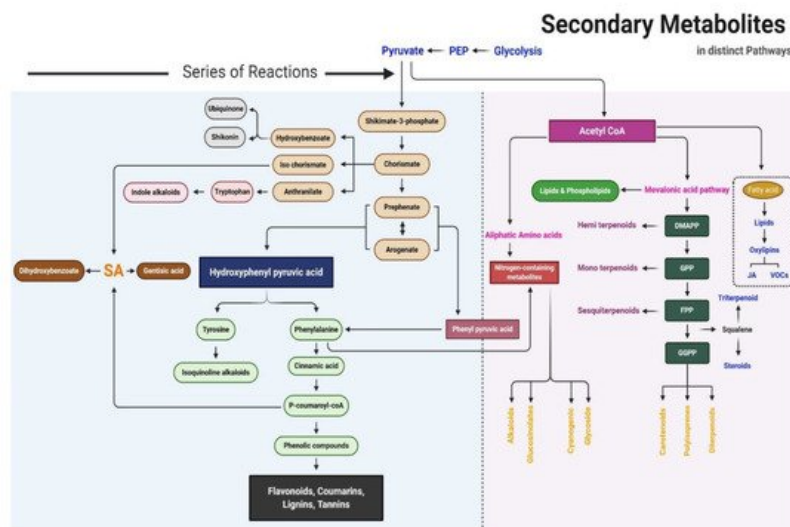 Secondary Metabolites
in distinct Pathways
Pyruvate
PEP
Glycolysis
Series of Reactions
Ubiquinone
Shikonin
Hydroxybenzoate
Shikimate-3-phosphate
Iso chorismate
Chorismate
Indole alkaloids
Tryptophan
Anthranilate
Prephenate
Arogenate
Dihydroxybenzoate
SA
Gentisic acid
Hydroxyphenyl pyruvic acid
Tyrosine
Phenylalanine
Phenyl pyruvic acid
Isoquinoline alkaloids
Cinnamic acid
P-coumaroyl-coA
Phenolic compounds
Flavonoids, Coumarins,
Lignins, Tannins
Acetyl CoA
Lipids & Phospholipids
Mevalonic acid pathway
Fatty acid
Aliphatic Amino acids
Nitrogen-containing
metabolites
Hemi terpenoids
DMAPP
Lipids
Oxylipins
JA
VOCs
Mono terpenoids
GPP
Sesquiterpenoids
FPP
Triterpenoid
Squalene
Steroids
GGPP
Alkaloids
Glucosinolates
Cyanogenic
Glycoside
Carotenoids
Polyisoprenes
Diterpenoids